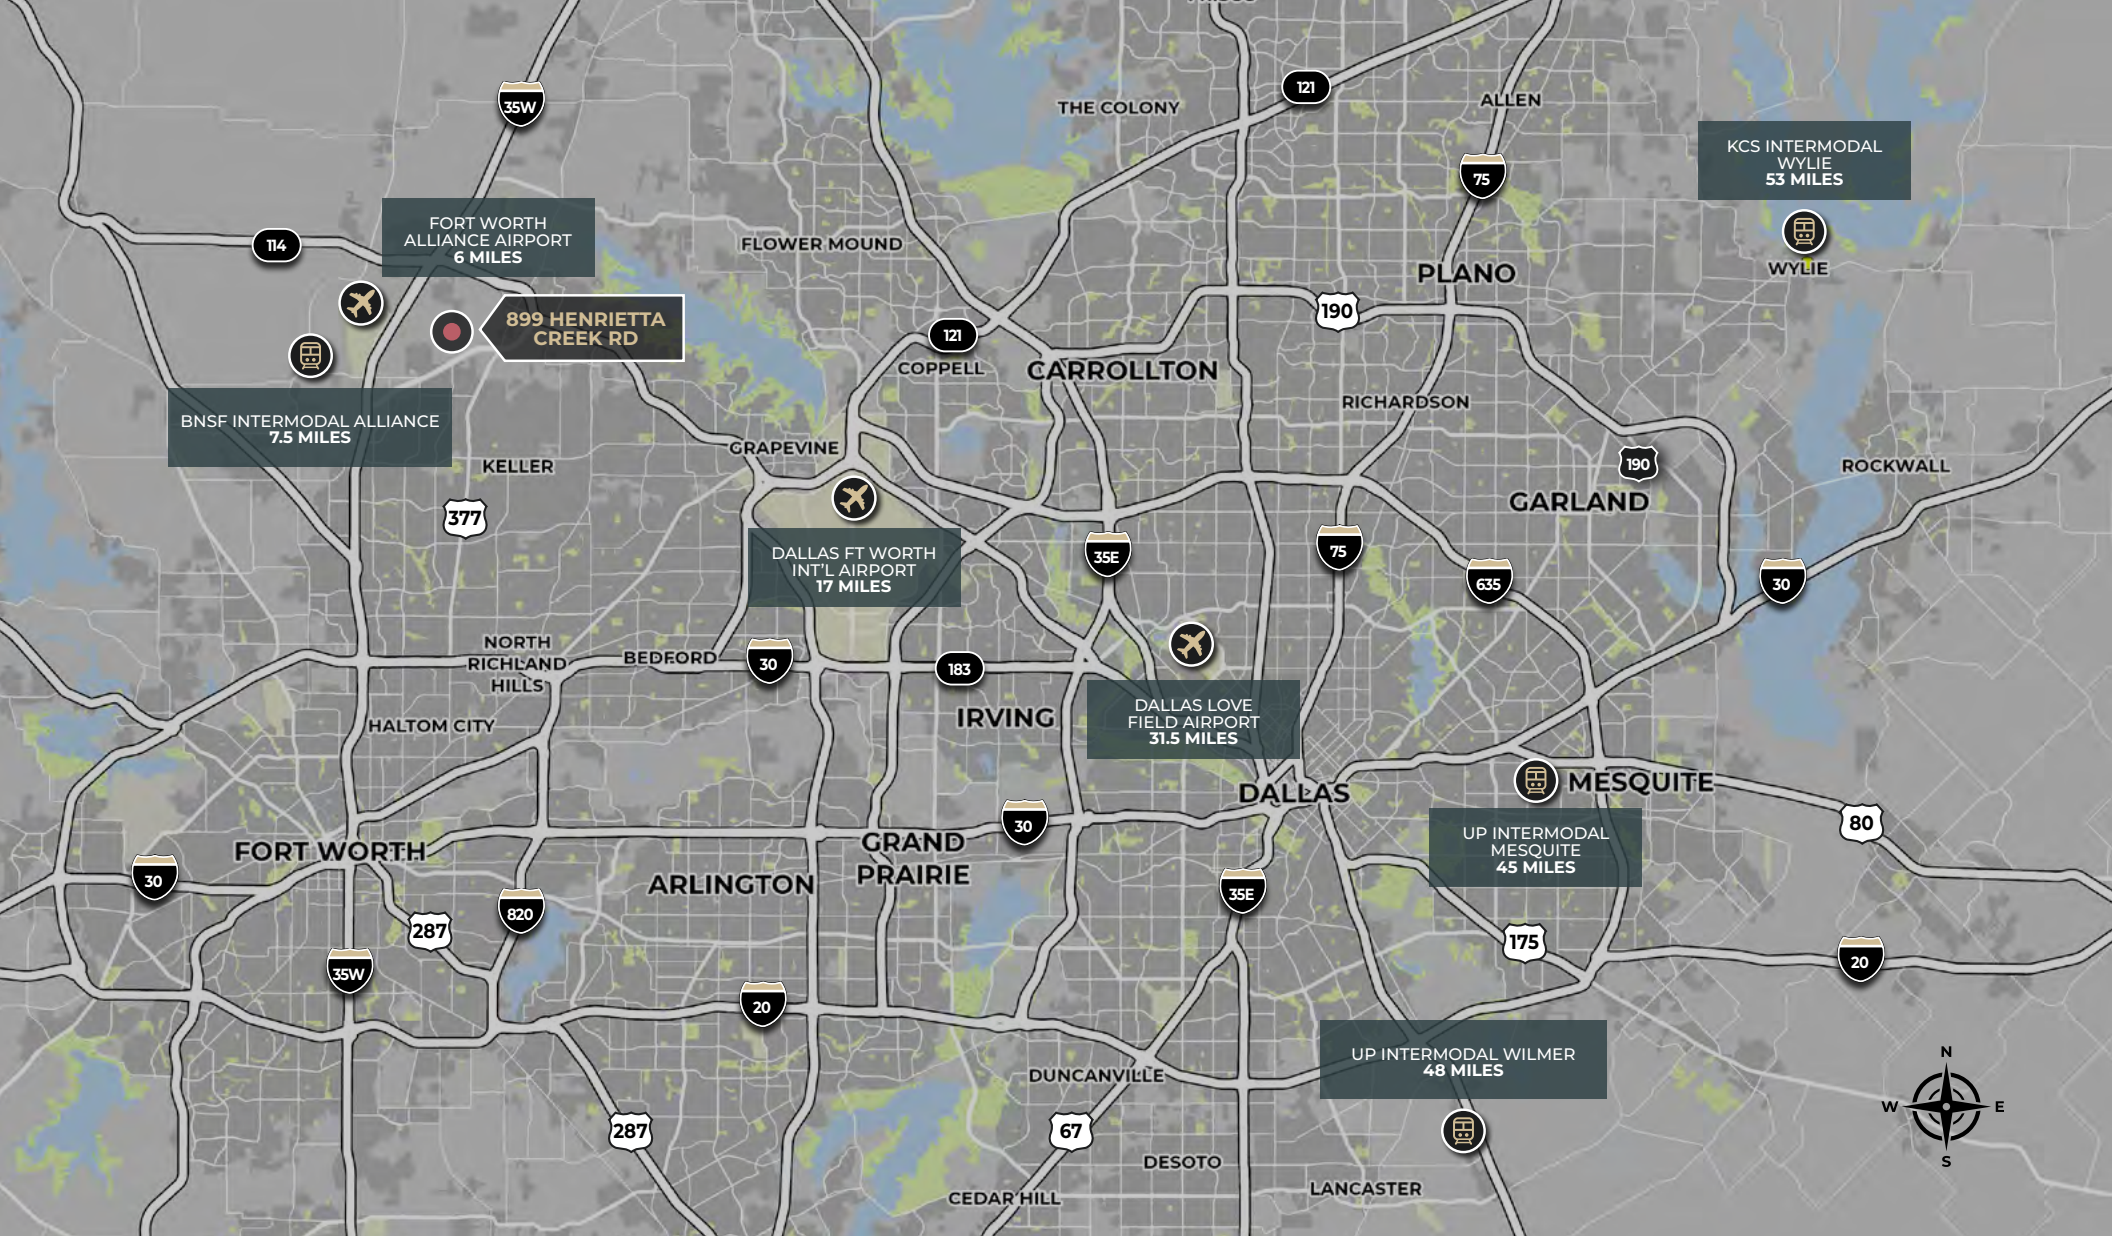 121
THE COLONY
ALLEN
35W
KCS INTERMODAL
WYLIE
53 MILES
75
FORT WORTH
ALLIANCE AIRPORT
6 MILES
114
FLOWER MOUND
PLANO
WYLIE
190
899 HENRIETTA
CREEK RD
121
COPPELL
CARROLLTON
RICHARDSON
BNSF INTERMODAL ALLIANCE
7.5 MILES
GRAPEVINE
KELLER
190
ROCKWALL
GARLAND
377
DALLAS FT WORTH
INT'L AIRPORT
17 MILES
35E
75
635
30
NORTH
RICHLAND
HILLS
BEDFORD
30
183
IRVING
DALLAS LOVE
FIELD AIRPORT
31.5 MILES
HALTOM CITY
DALLAS
MESQUITE
UP INTERMODAL
MESQUITE
45 MILES
80
30
GRAND
PRAIRIE
FORT WORTH
30
ARLINGTON
35E
820
287
175
35W
20
20
UP INTERMODAL WILMER
48 MILES
DUNCANVILLE
287
67
N
W
E
S
DESOTO
CEDAR HILL
LANCASTER